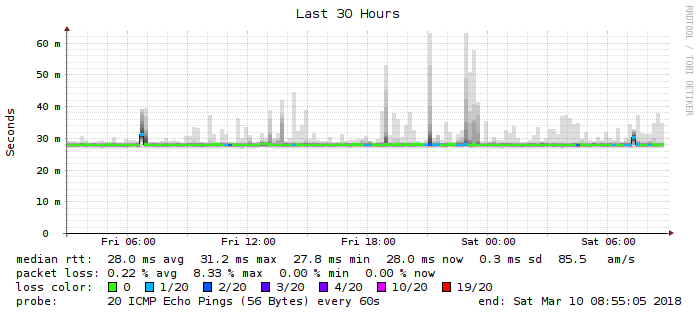 Last 30 Hours
RRDTOOL / TOBI OETIKER
Seconds
60 m
50 m
40 m
30 m
20 m
10 m
0
Fri 06:00 Fri 12:00 Fri 18:00 Sat 00:00 Sat 06:00
median rtt: 28.0 ms avg 31.2 ms max 27.8 ms min 28.0 ms now 0.3 ms sd 85.5 am/s
packet loss: 0.22 % avg 8.33 % max 0.00 % min 0.00 % now
loss color: 0 1/20 2/20 3/20 4/20 10/20 19/20
probe: 20 ICMP Echo Pings (56 Bytes) every 60s end: Sat Mar 10 08:55:05 2018